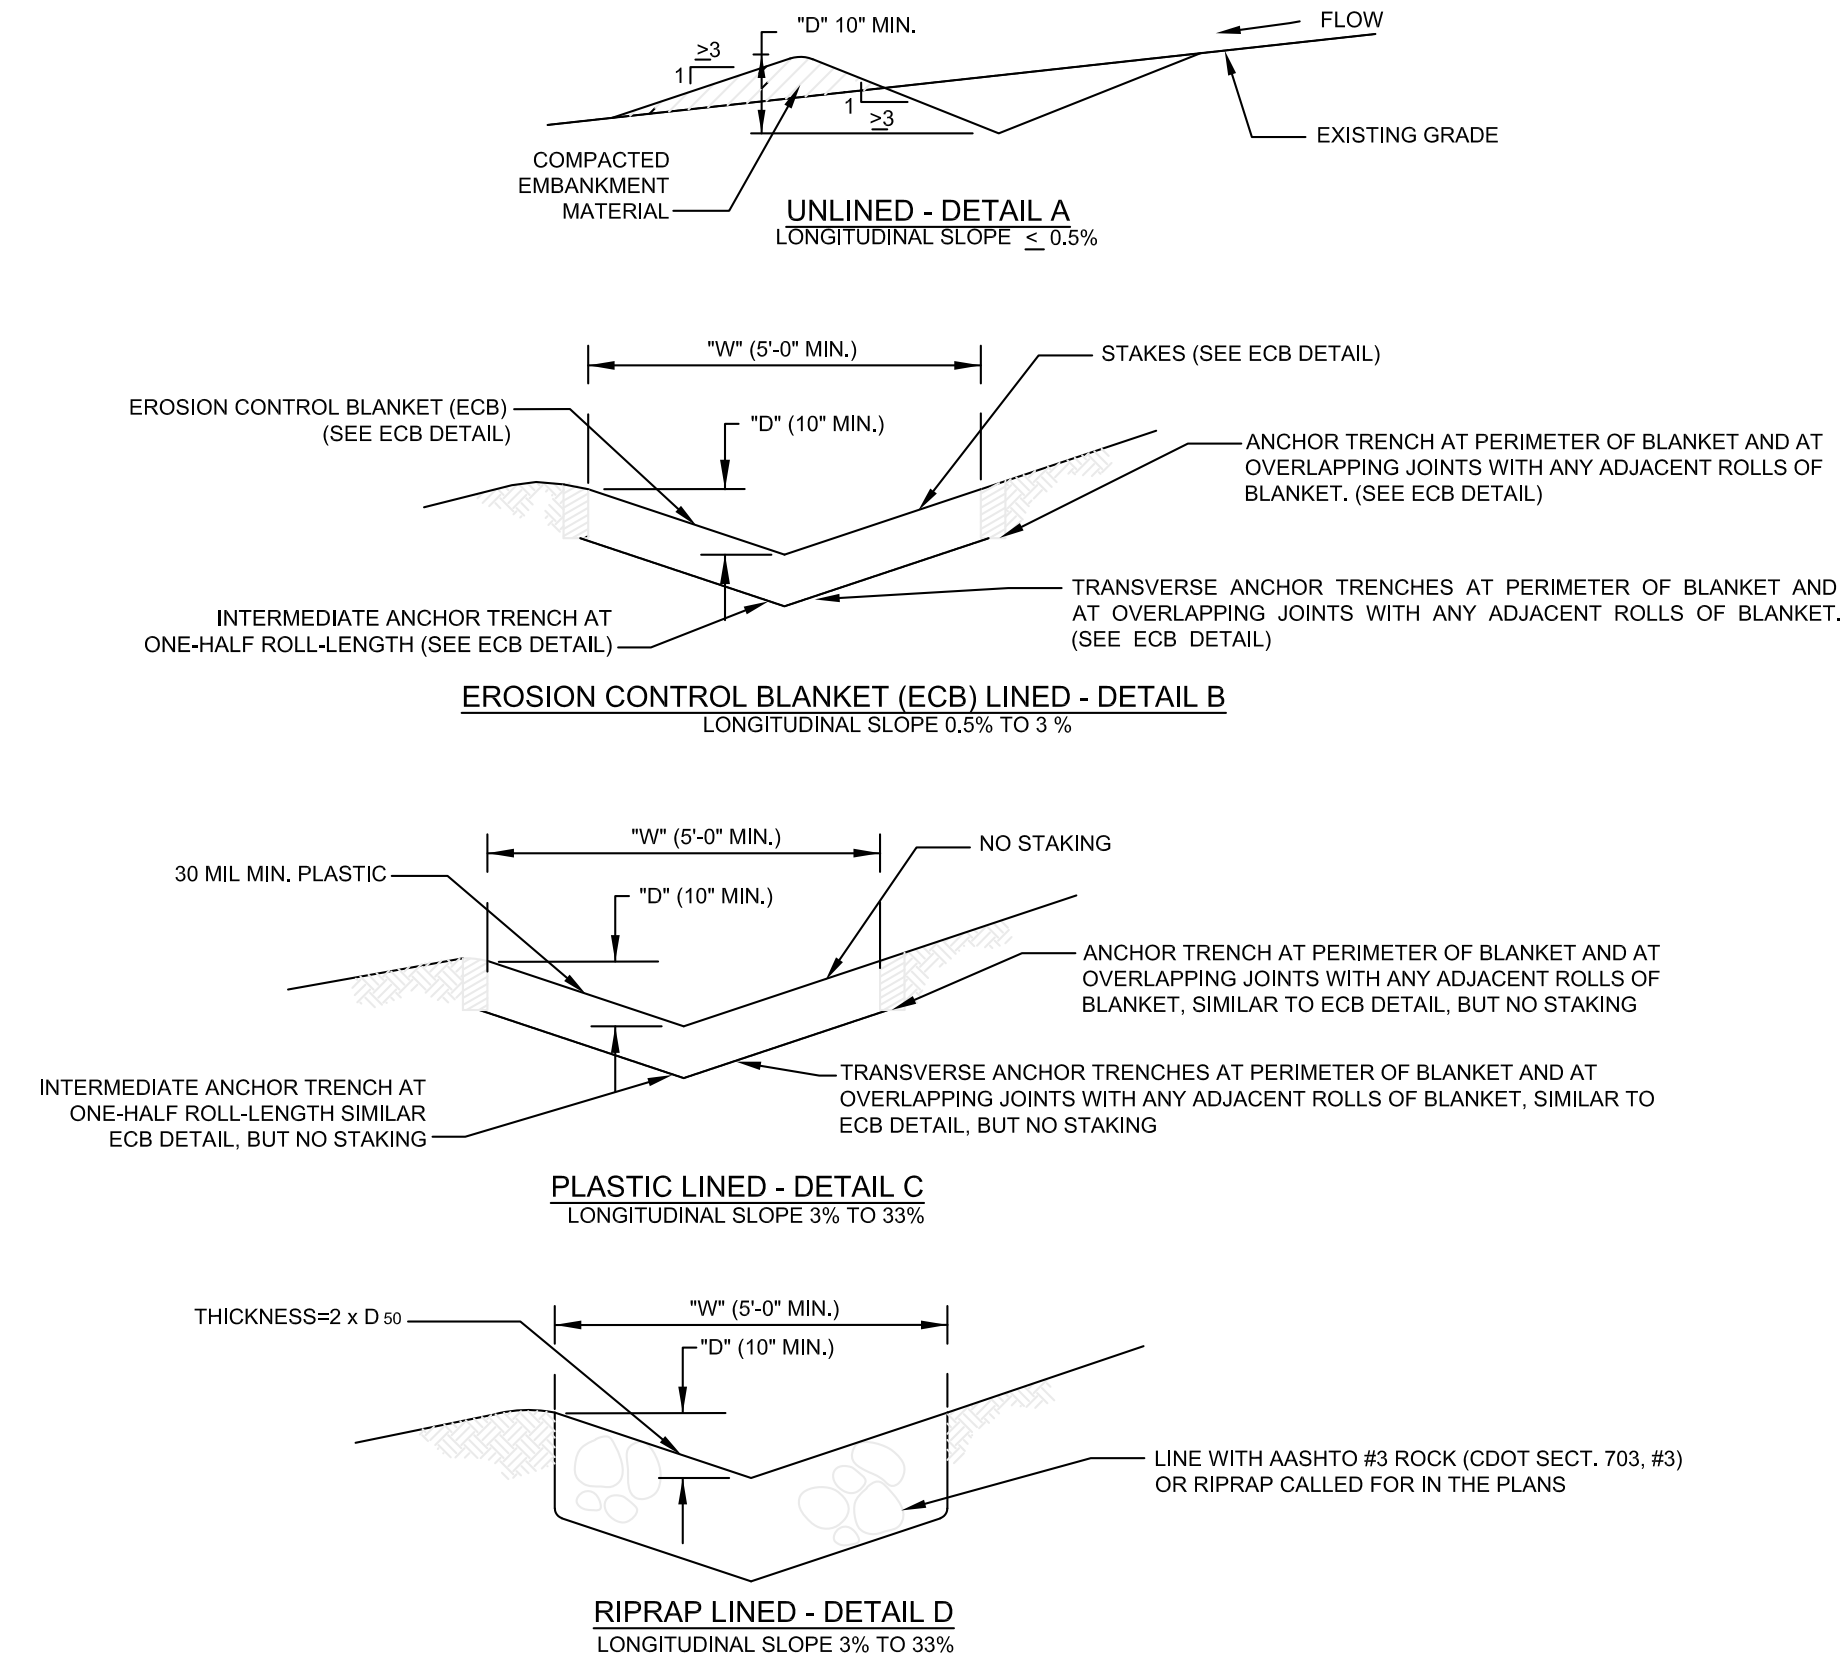 "D" 10" MIN.
FLOW
≥3
1
1
≥3
EXISTING GRADE
COMPACTED
EMBANKMENT
MATERIAL
UNLINED - DETAIL A
LONGITUDINAL SLOPE ≤ 0.5%
"W" (5'-0" MIN.)
STAKES (SEE ECB DETAIL)
EROSION CONTROL BLANKET (ECB)
(SEE ECB DETAIL)
"D" (10" MIN.)
ANCHOR TRENCH AT PERIMETER OF BLANKET AND AT
OVERLAPPING JOINTS WITH ANY ADJACENT ROLLS OF
BLANKET. (SEE ECB DETAIL)
INTERMEDIATE ANCHOR TRENCH AT
ONE-HALF ROLL-LENGTH (SEE ECB DETAIL)
TRANSVERSE ANCHOR TRENCHES AT PERIMETER OF BLANKET AND
AT OVERLAPPING JOINTS WITH ANY ADJACENT ROLLS OF BLANKET.
(SEE ECB DETAIL)
EROSION CONTROL BLANKET (ECB) LINED - DETAIL B
LONGITUDINAL SLOPE 0.5% TO 3 %
"W" (5'-0" MIN.)
NO STAKING
30 MIL MIN. PLASTIC
"D" (10" MIN.)
ANCHOR TRENCH AT PERIMETER OF BLANKET AND AT
OVERLAPPING JOINTS WITH ANY ADJACENT ROLLS OF
BLANKET, SIMILAR TO ECB DETAIL, BUT NO STAKING
INTERMEDIATE ANCHOR TRENCH AT
ONE-HALF ROLL-LENGTH SIMILAR
ECB DETAIL, BUT NO STAKING
TRANSVERSE ANCHOR TRENCHES AT PERIMETER OF BLANKET AND AT
OVERLAPPING JOINTS WITH ANY ADJACENT ROLLS OF BLANKET, SIMILAR TO
ECB DETAIL, BUT NO STAKING
PLASTIC LINED - DETAIL C
LONGITUDINAL SLOPE 3% TO 33%
THICKNESS=2 x D 50
"W" (5'-0" MIN.)
"D" (10" MIN.)
LINE WITH AASHTO #3 ROCK (CDOT SECT. 703, #3)
OR RIPRAP CALLED FOR IN THE PLANS
RIPRAP LINED - DETAIL D
LONGITUDINAL SLOPE 3% TO 33%